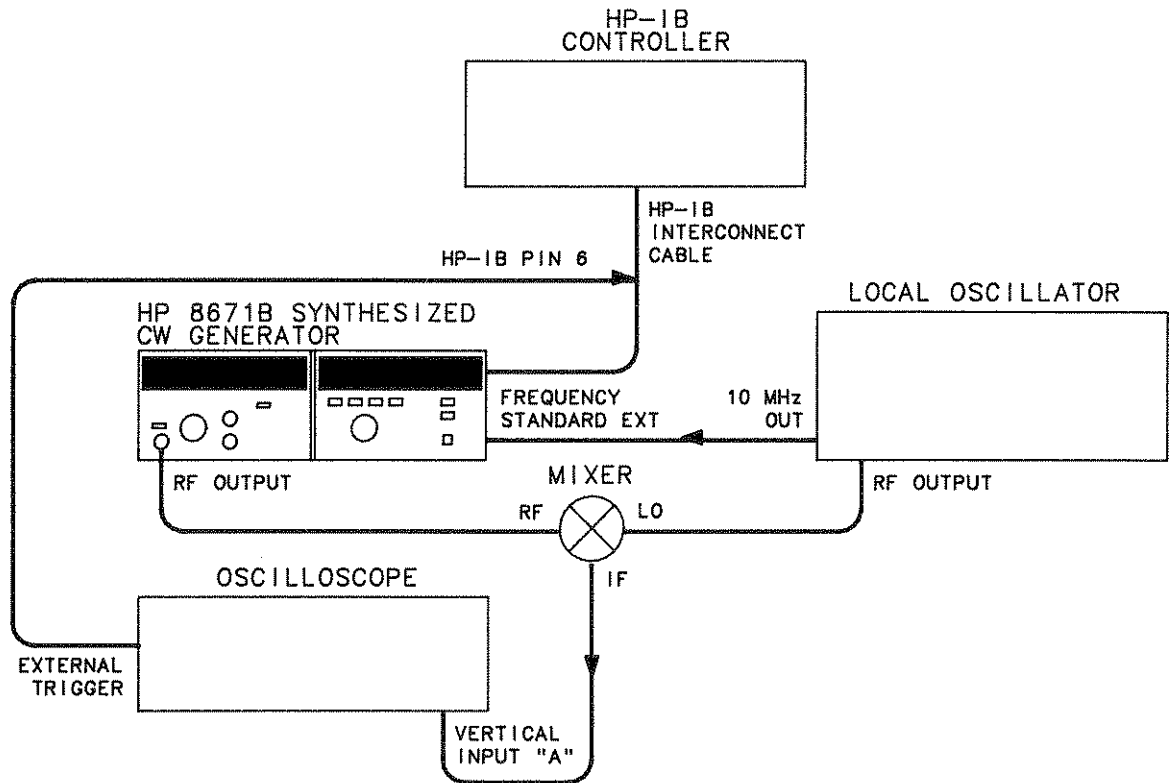 HP-IB
CONTROLLER
HP-IB
INTERCONNECT
CABLE
HP-IB PIN 6
LOCAL OSCILLATOR
HP 8671B SYNTHESIZED
CW GENERATOR
FREQUENCY
STANDARD EXT
10 MHz
OUT
RF OUTPUT
MIXER
RF OUTPUT
RF
LO
IF
OSCILLOSCOPE
EXTERNAL
TRIGGER
VERTICAL
INPUT "A"